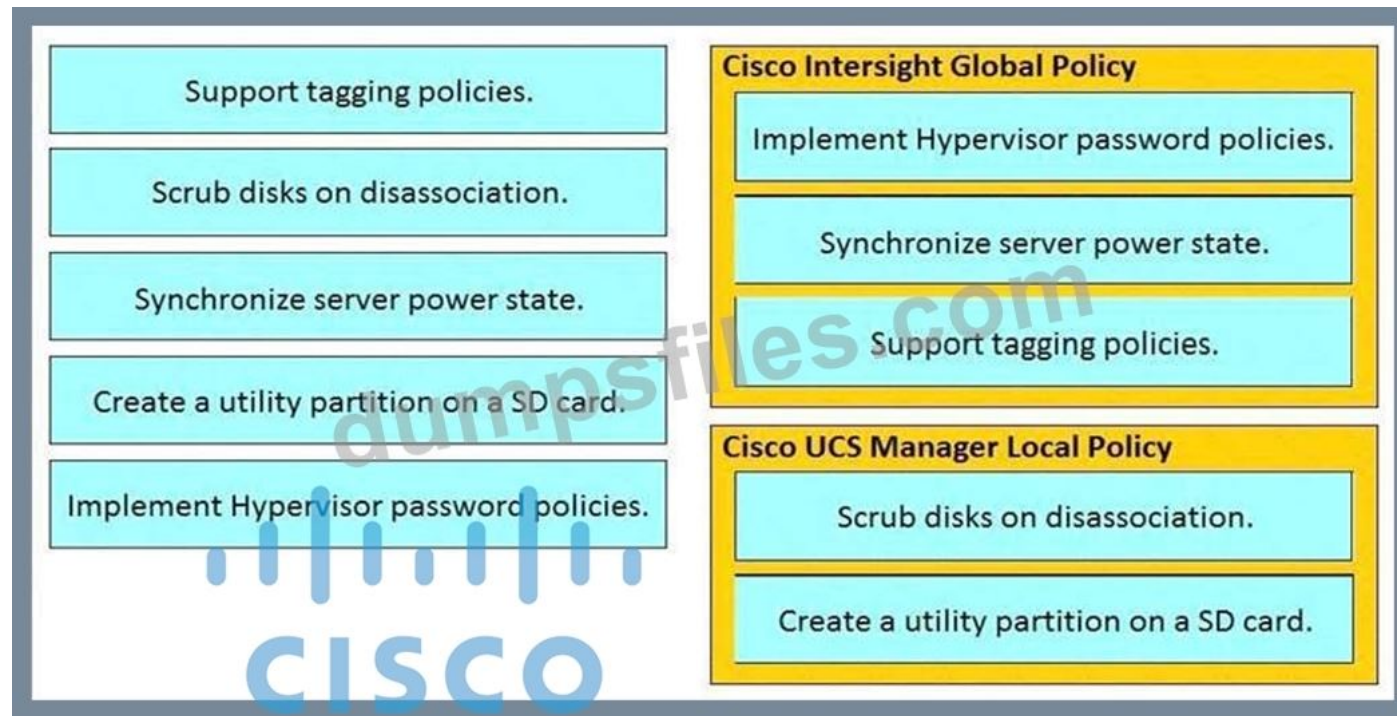 Support tagging policies.
Scrub disks on disassociation.
Synchronize server power state.
Create a utility partition on a SD card.
Implement Hypervisor password policies.
Cisco Intersight Global Policy
Implement Hypervisor password policies.
Synchronize server power state.
Support tagging policies.
Cisco UCS Manager Local Policy
Scrub disks on disassociation.
Create a utility partition on a SD card.
dumpsfiles.com
CISCO